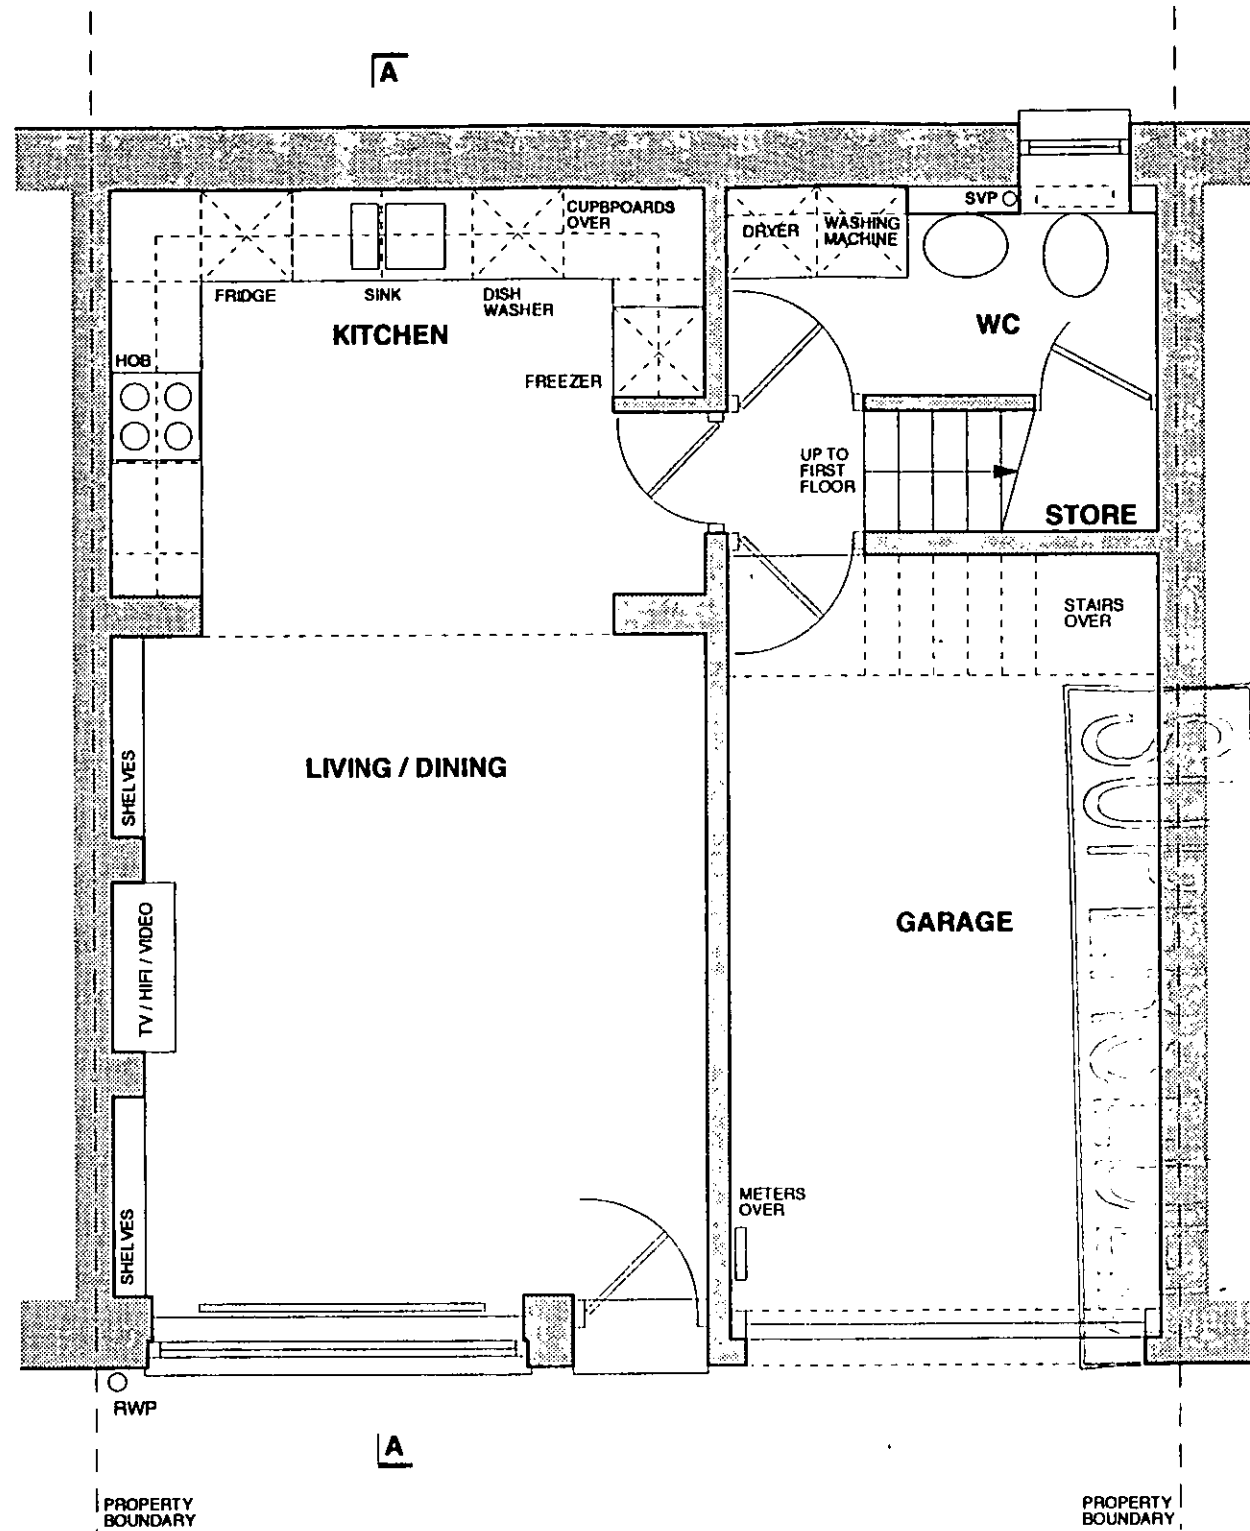 A
CUPBPOARDS
OVER
SVP
DRYER
WASHING
MACHINE
FRIDGE
SINK
DISH
WASHER
KITCHEN
WC
HOB
FREEZER
UP TO
FIRST
FLOOR
STORE
STAIRS
OVER
SHELVES
LIVING / DINING
TV / HIFI / VIDEO
GARAGE
METERS
OVER
SHELVES
RWP
A
PROPERTY
BOUNDARY
PROPERTY
BOUNDARY